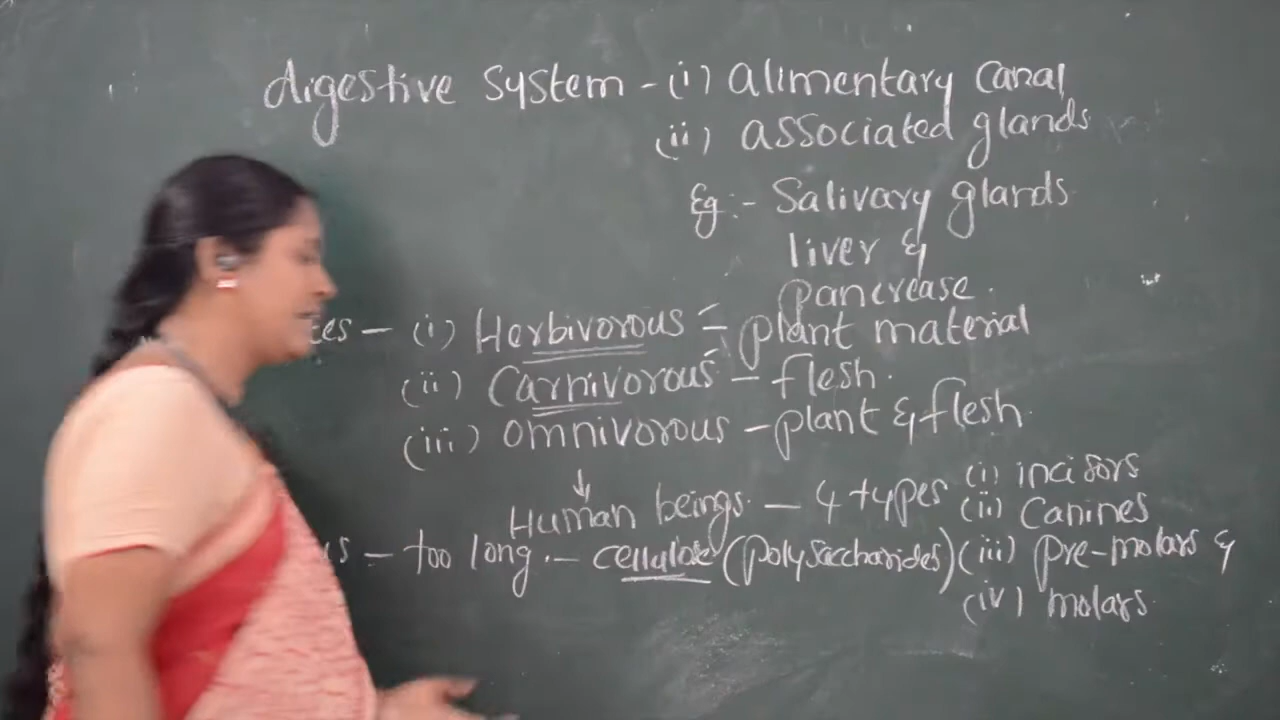 digestive system - (i) alimentary canal
(ii) associated glands
Eg:- Salivary glands
liver &
pancrease.
tes - (i) Herbivorous - plant material
(ii) Carnivorous - flesh.
(iii) omnivorous - plant & flesh.
↓
Human beings. - 4 types (i) incisors
(ii) Canines
s - too long. - cellulose (polysaccharides) (iii) pre-molars &
(iv) molars